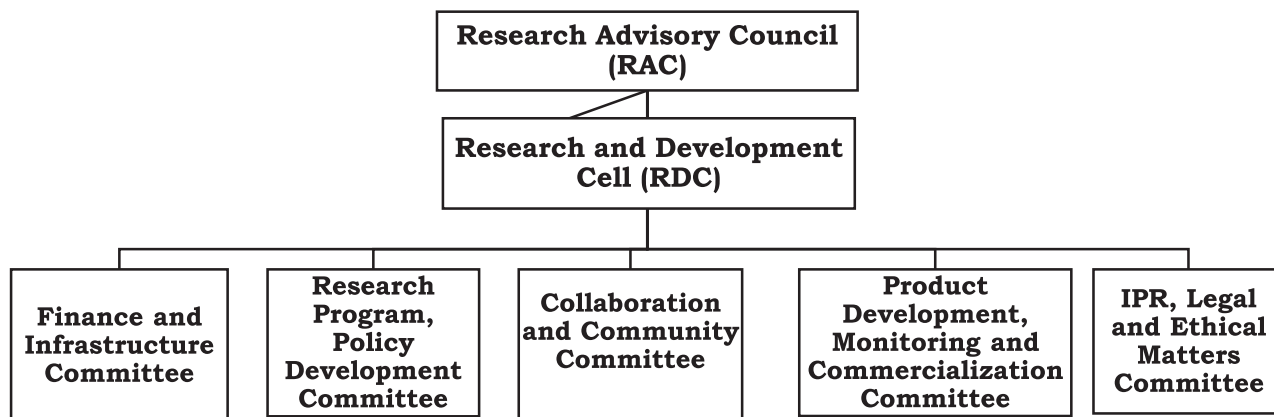 Research Advisory Council
(RAC)
Research and Development
Cell (RDC)
Finance and
Infrastructure
Committee
Research
Program,
Policy
Development
Committee
Collaboration
and Community
Committee
Product
Development,
Monitoring and
Commercialization
Committee
IPR, Legal
and Ethical
Matters
Committee